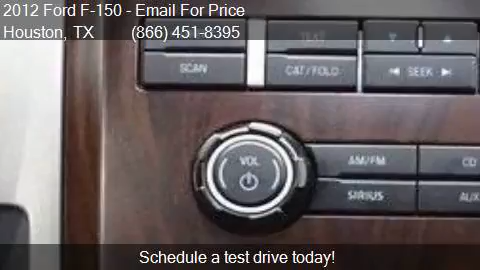 2012 Ford F-150 - Email For Price
Houston, TX (866) 451-8395
TEXT
SCAN
CAT/FOLD
SEEK
VOL
AM/FM
CD
SIRIUS
AUX
Schedule a test drive today!